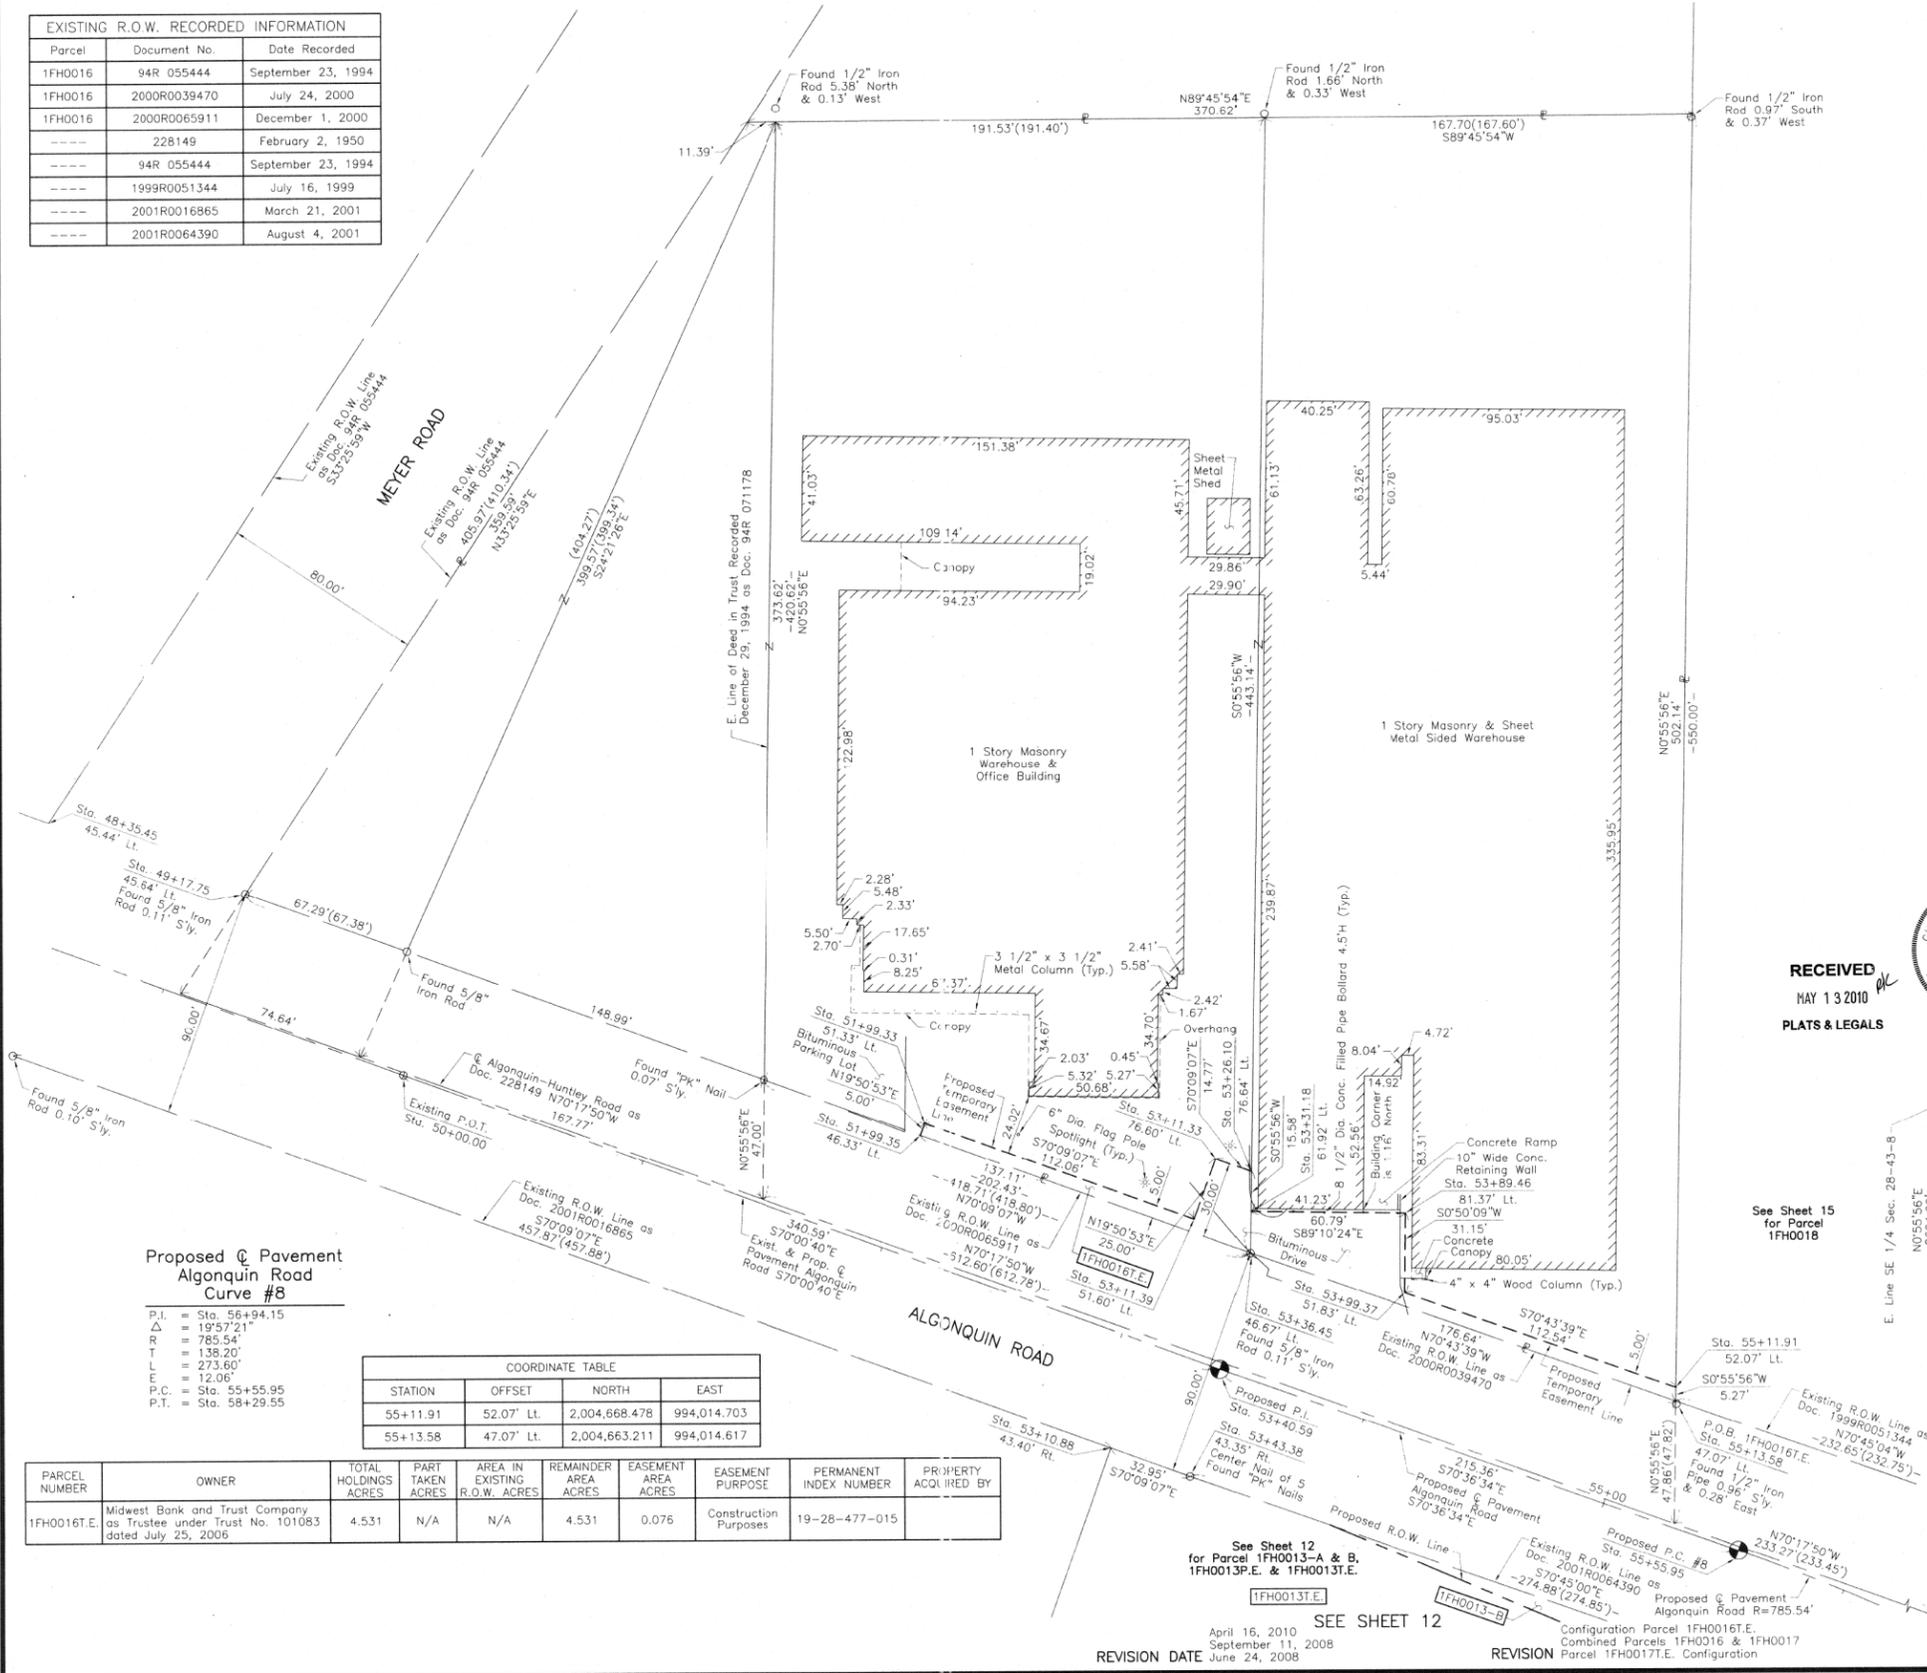 EXISTING R.O.W. RECORDED INFORMATION
Parcel Document No. Date Recorded
1FH0016 94R 055444 September 23, 1994
1FH0016 2000R0039470 July 24, 2000
1FH0016 2000R0065911 December 1, 2000
---- 228149 February 2, 1950
---- 94R 055444 September 23, 1994
---- 1999R0051344 July 16, 1999
---- 2001R0016865 March 21, 2001
---- 2001R0064390 August 4, 2001
Found 1/2" Iron
Rod 5.38' North
& 0.13' West
N89°45'54"E
370.62'
Found 1/2" Iron
Rod 1.66' North
& 0.33' West
Found 1/2" Iron
Rod 0.97' South
& 0.37' West
11.39'
191.53'(191.40')
167.70(167.60')
S89°45'54"W
Existing R.O.W. Line
as Doc. 94R 055444
S33°25'59"W
MEYER ROAD
Existing R.O.W. Line
as Doc. 94R 055444
405.97'(410.34')
359.59'
N33°25'59"E
80.00'
(404.27')
399.57'(399.34')
S24°21'26"E
E. Line of Deed in Trust Recorded
December 29, 1994 as Doc. 94R 071178
373.62'
-420.62'-
N0°55'56"E
151.38'
41.03'
109.14'
Canopy
19.02'
94.23'
45.71'
Sheet
Metal
Shed
29.86'
29.90'
61.13'
40.25'
63.26'
60.78'
5.44'
95.03'
S0°55'56"W
-443.14'-
1 Story Masonry
Warehouse &
Office Building
1 Story Masonry & Sheet
Metal Sided Warehouse
122.98'
239.87'
335.95'
N0°55'56"E
502.14'
-550.00'-
Sta. 48+35.45
45.44' Lt.
Sta. 49+17.75
45.64' Lt.
Found 5/8" Iron
Rod 0.11' S'ly.
67.29'(67.38')
Found 5/8"
Iron Rod
148.99'
74.64'
90.00'
Found 5/8" Iron
Rod 0.10' S'ly.
℄ Algonquin-Huntley Road as
Doc. 228149 N70°17'50"W
167.77'
Existing P.O.T.
Sta. 50+00.00
Found "PK" Nail
0.07' S'ly.
N0°55'56"E
47.00'
2.28'
5.48'
2.33'
5.50'
2.70'
17.65'
0.31'
8.25'
3 1/2" x 3 1/2"
Metal Column (Typ.)
Canopy
34.67'
2.03'
5.32'
0.45'
5.27'
50.68'
34.70'
2.41'
5.58'
2.42'
1.67'
Overhang
Sta. 51+99.33
51.33' Lt.
Bituminous
Parking Lot
N19°50'53"E
5.00'
Sta. 51+99.35
46.33' Lt.
Proposed
Temporary
Easement
Line
24.02'
6" Dia. Flag Pole
Spotlight (Typ.)
S70°09'07"E
112.06'
5.00'
Sta. 53+11.33
76.60' Lt.
S70°09'07"E
14.77'
Sta. 53+26.10
76.64' Lt.
S0°55'56"W
15.58'
Sta. 53+31.18
61.92' Lt.
8 1/2" Dia. Conc. Filled Pipe Bollard 4.5'H (Typ.)
52.56'
Building Corner
is 1.16' North
8.04'
4.72'
14.92'
83.31'
Concrete Ramp
10" Wide Conc.
Retaining Wall
Sta. 53+89.46
81.37' Lt.
S0°50'09"W
31.15'
Concrete
Canopy
80.05'
4" x 4" Wood Column (Typ.)
41.23'
60.79'
S89°10'24"E
Bituminous
Drive
137.11'
-202.43'-
-418.71'(418.80')-
N70°09'07"W
Existing R.O.W. Line as
Doc. 2000R0065911
N70°17'50"W
-512.60'(612.78')-
N19°50'53"E
25.00'
30.00'
1FH0016T.E.
Sta. 53+11.39
51.60' Lt.
Sta. 53+99.37
51.83' Lt.
Sta. 53+36.45
46.67' Lt.
Found 5/8" Iron
Rod 0.11' S'ly.
176.64'
N70°43'39"W
Existing R.O.W. Line as
Doc. 2000R0039470
S70°43'39"E
112.54'
5.00'
Proposed
Temporary
Easement Line
Sta. 55+11.91
52.07' Lt.
S0°55'56"W
5.27'
Existing R.O.W. Line as
Doc. 1999R0051344
N70°45'04"W
-232.65'(232.75')-
P.O.B. 1FH0016T.E.
Sta. 55+13.58
47.07' Lt.
Found 1/2" Iron
Pipe 0.96' S'ly.
& 0.28' East
N0°55'56"E
47.86'(47.82')
Existing R.O.W. Line as
Doc. 2001R0016865
S70°09'07"E
457.87'(457.88')
340.59'
S70°00'40"E
Exist. & Prop. ℄
Pavement Algonquin
Road S70°00'40"E
ALGONQUIN ROAD
90.00'
Proposed P.I.
Sta. 53+40.59
Sta. 53+43.38
43.35' Rt.
Center Nail of 5
Found "PK" Nails
Sta. 53+10.88
43.40' Rt.
32.95'
S70°09'07"E
215.36'
S70°36'34"E
Proposed ℄ Pavement
Algonquin Road
S70°36'34"E
55+00
Proposed R.O.W. Line
Existing R.O.W. Line as
Doc. 2001R0064390
S70°45'00"E
-274.88'(274.85')-
Proposed P.C. #8
Sta. 55+55.95
N70°17'50"W
233.27'(233.45')
Proposed ℄ Pavement
Algonquin Road R=785.54'
1FH0013-B
RECEIVED
MAY 13 2010
PLATS & LEGALS
See Sheet 15
for Parcel
1FH0018
E. Line SE 1/4 Sec. 28-43-8
N0°55'56"E
Proposed ℄ Pavement
Algonquin Road
Curve #8
P.I. = Sta. 56+94.15
△ = 19°57'21"
R = 785.54'
T = 138.20'
L = 273.60'
E = 12.06'
P.C. = Sta. 55+55.95
P.T. = Sta. 58+29.55
COORDINATE TABLE
STATION OFFSET NORTH EAST
55+11.91 52.07' Lt. 2,004,668.478 994,014.703
55+13.58 47.07' Lt. 2,004,663.211 994,014.617
PARCEL NUMBER OWNER TOTAL HOLDINGS ACRES PART TAKEN ACRES AREA IN EXISTING R.O.W. ACRES REMAINDER AREA ACRES EASEMENT AREA ACRES EASEMENT PURPOSE PERMANENT INDEX NUMBER PROPERTY ACQUIRED BY
1FH0016T.E. Midwest Bank and Trust Company as Trustee under Trust No. 101083 dated July 25, 2006 4.531 N/A N/A 4.531 0.076 Construction Purposes 19-28-477-015
See Sheet 12
for Parcel 1FH0013-A & B,
1FH0013P.E. & 1FH0013T.E.
1FH0013T.E.
SEE SHEET 12
April 16, 2010
September 11, 2008
REVISION DATE June 24, 2008
Configuration Parcel 1FH0016T.E.
Combined Parcels 1FH0016 & 1FH0017
REVISION Parcel 1FH0017T.E. Configuration